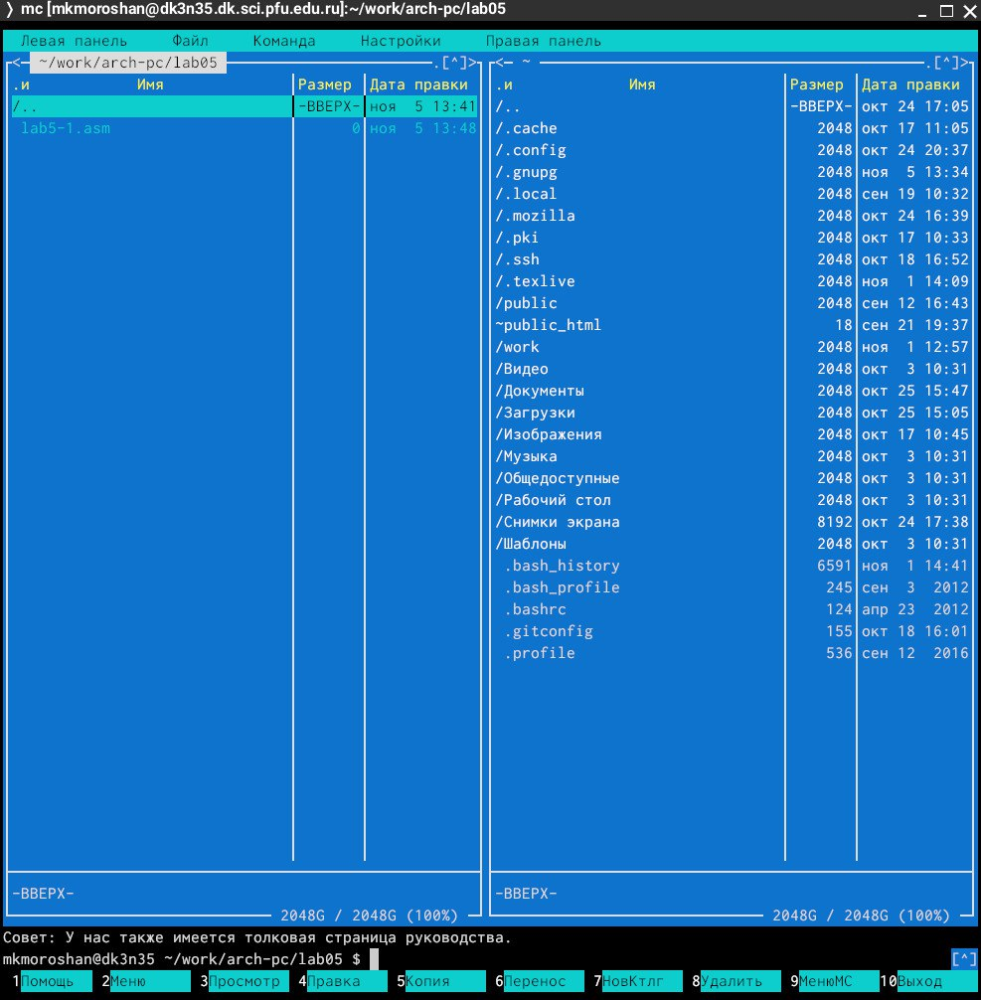 ❭ mc [mkmoroshan@dk3n35.dk.sci.pfu.edu.ru]:~/work/arch-pc/lab05
Левая панель Файл Команда Настройки Правая панель
<- ~/work/arch-pc/lab05 .[^]>
.и Имя Размер Дата правки
/.. -ВВЕРХ- ноя 5 13:41
lab5-1.asm 0 ноя 5 13:48
-ВВЕРХ-
2048G / 2048G (100%)
<- ~ .[^]>
.и Имя Размер Дата правки
/.. -ВВЕРХ- окт 24 17:05
/.cache 2048 окт 17 11:05
/.config 2048 окт 24 20:37
/.gnupg 2048 ноя 5 13:34
/.local 2048 сен 19 10:32
/.mozilla 2048 окт 24 16:39
/.pki 2048 окт 17 10:33
/.ssh 2048 окт 18 16:52
/.texlive 2048 ноя 1 14:09
/public 2048 сен 12 16:43
~public_html 18 сен 21 19:37
/work 2048 ноя 1 12:57
/Видео 2048 окт 3 10:31
/Документы 2048 окт 25 15:47
/Загрузки 2048 окт 25 15:05
/Изображения 2048 окт 17 10:45
/Музыка 2048 окт 3 10:31
/Общедоступные 2048 окт 3 10:31
/Рабочий стол 2048 окт 3 10:31
/Снимки экрана 8192 окт 24 17:38
/Шаблоны 2048 окт 3 10:31
.bash_history 6591 ноя 1 14:41
.bash_profile 245 сен 3 2012
.bashrc 124 апр 23 2012
.gitconfig 155 окт 18 16:01
.profile 536 сен 12 2016
-ВВЕРХ-
2048G / 2048G (100%)
Совет: У нас также имеется толковая страница руководства.
mkmoroshan@dk3n35 ~/work/arch-pc/lab05 $ [^]
1Помощь 2Меню 3Просмотр 4Правка 5Копия 6Перенос 7НовКтлг 8Удалить 9МенюMC 10Выход